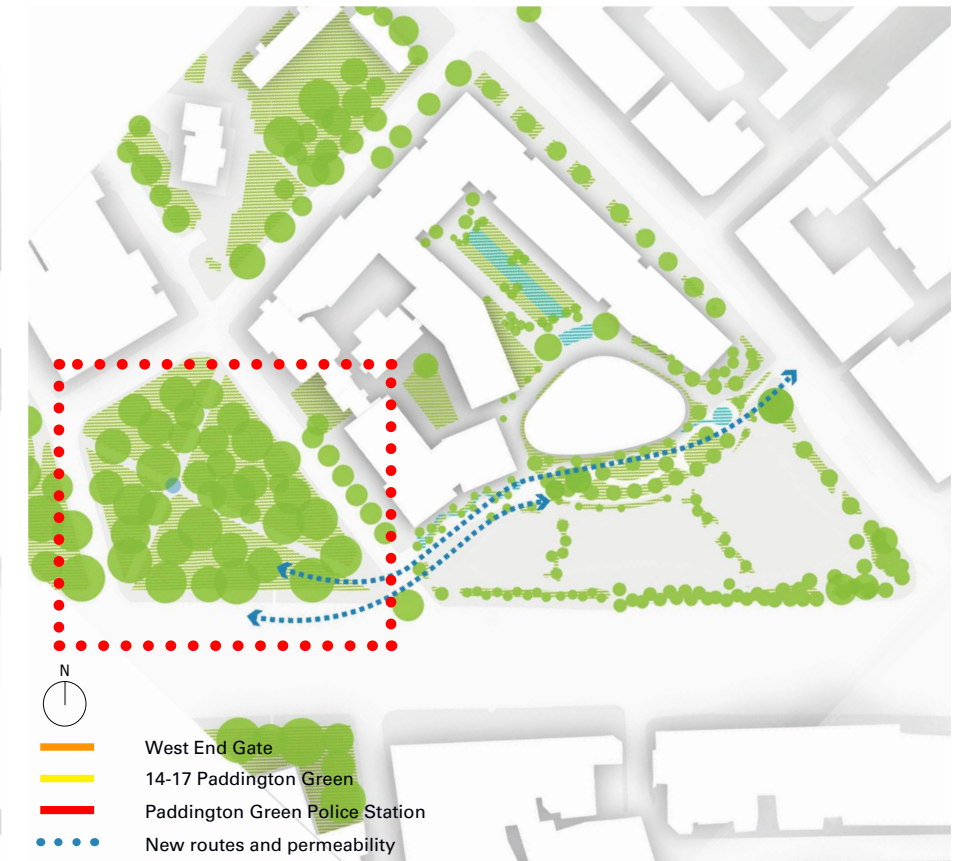 N
West End Gate
14-17 Paddington Green
Paddington Green Police Station
New routes and permeability